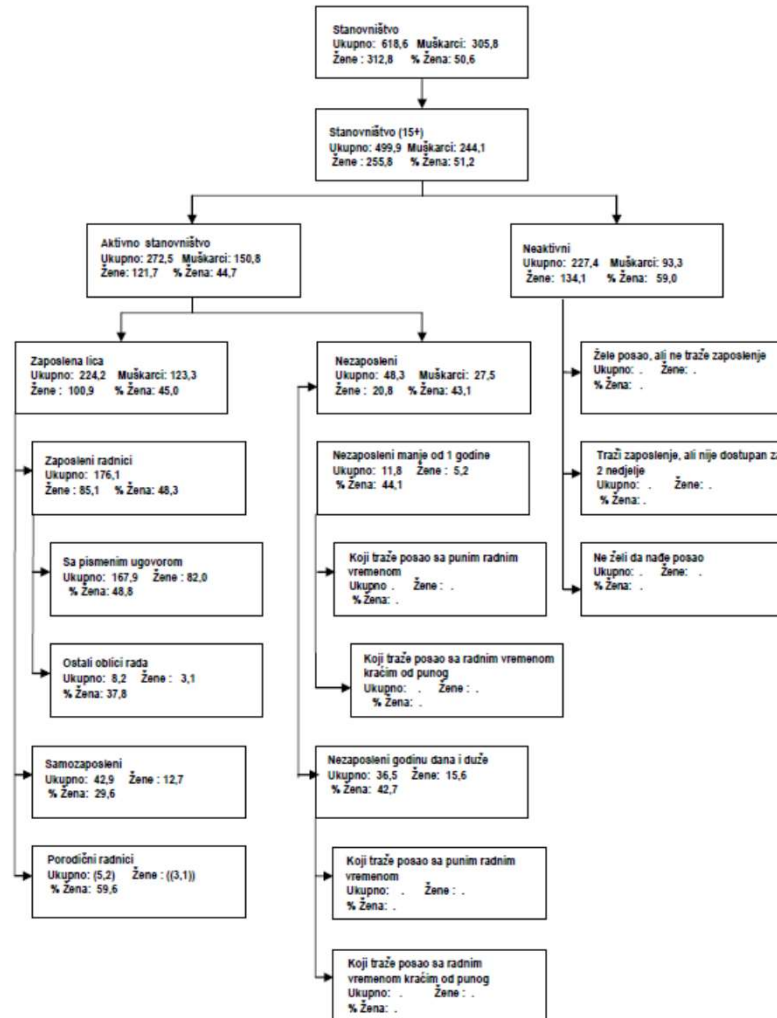 Stanovništvo
Ukupno: 618,6 Muškarci: 305,8
Žene : 312,8 % Žena: 50,6
Stanovništvo (15+)
Ukupno: 499,9 Muškarci: 244,1
Žene : 255,8 % Žena: 51,2
Aktivno stanovništvo
Ukupno: 272,5 Muškarci: 150,8
Žene: 121,7 % Žena: 44,7
Neaktivni
Ukupno: 227,4 Muškarci: 93,3
Žene: 134,1 % Žena: 59,0
Zaposlena lica
Ukupno: 224,2 Muškarci: 123,3
Žene : 100,9 % Žena: 45,0
Zaposleni radnici
Ukupno: 176,1
Žene : 85,1 % Žena: 48,3
Sa pismenim ugovorom
Ukupno: 167,9 Žene : 82,0
% Žena: 48,8
Ostali oblici rada
Ukupno: 8,2 Žene : 3,1
% Žena: 37,8
Samozaposleni
Ukupno: 42,9 Žene : 12,7
% Žena: 29,6
Porodični radnici
Ukupno: (5,2) Žene : ((3,1))
% Žena: 59,6
Nezaposleni
Ukupno: 48,3 Muškarci: 27,5
Žene : 20,8 % Žena: 43,1
Nezaposleni manje od 1 godine
Ukupno: 11,8 Žene : 5,2
% Žena: 44,1
Koji traže posao sa punim radnim
vremenom
Ukupno . Žene : .
% Žena: .
Koji traže posao sa radnim vremenom
kraćim od punog
Ukupno: . Žene : .
% Žena: .
Nezaposleni godinu dana i duže
Ukupno: 36,5 Žene: 15,6
% Žena: 42,7
Koji traže posao sa punim radnim
vremenom
Ukupno: . Žene : .
% Žena: .
Koji traže posao sa radnim
vremenom kraćim od punog
Ukupno: . Žene : .
% Žena: .
Žele posao, ali ne traže zaposlenje
Ukupno: . Žene: .
% Žena: .
Traži zaposlenje, ali nije dostupan za
2 nedjelje
Ukupno: . Žene: .
% Žena: .
Ne želi da nađe posao
Ukupno: . Žene: .
% Žena: .